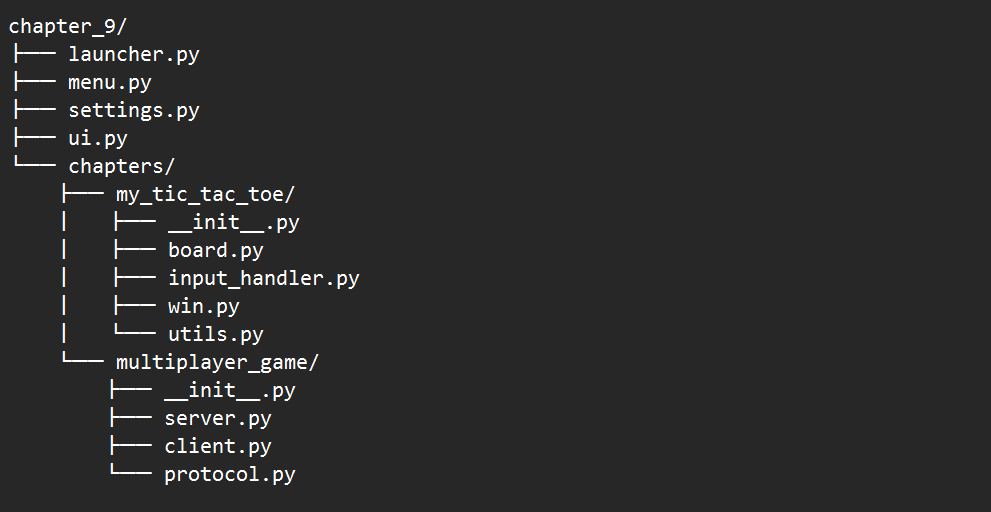 chapter_9/
├── launcher.py
├── menu.py
├── settings.py
├── ui.py
└── chapters/
    ├── my_tic_tac_toe/
    │   ├── __init__.py
    │   ├── board.py
    │   ├── input_handler.py
    │   ├── win.py
    │   └── utils.py
    └── multiplayer_game/
        ├── __init__.py
        ├── server.py
        ├── client.py
        └── protocol.py